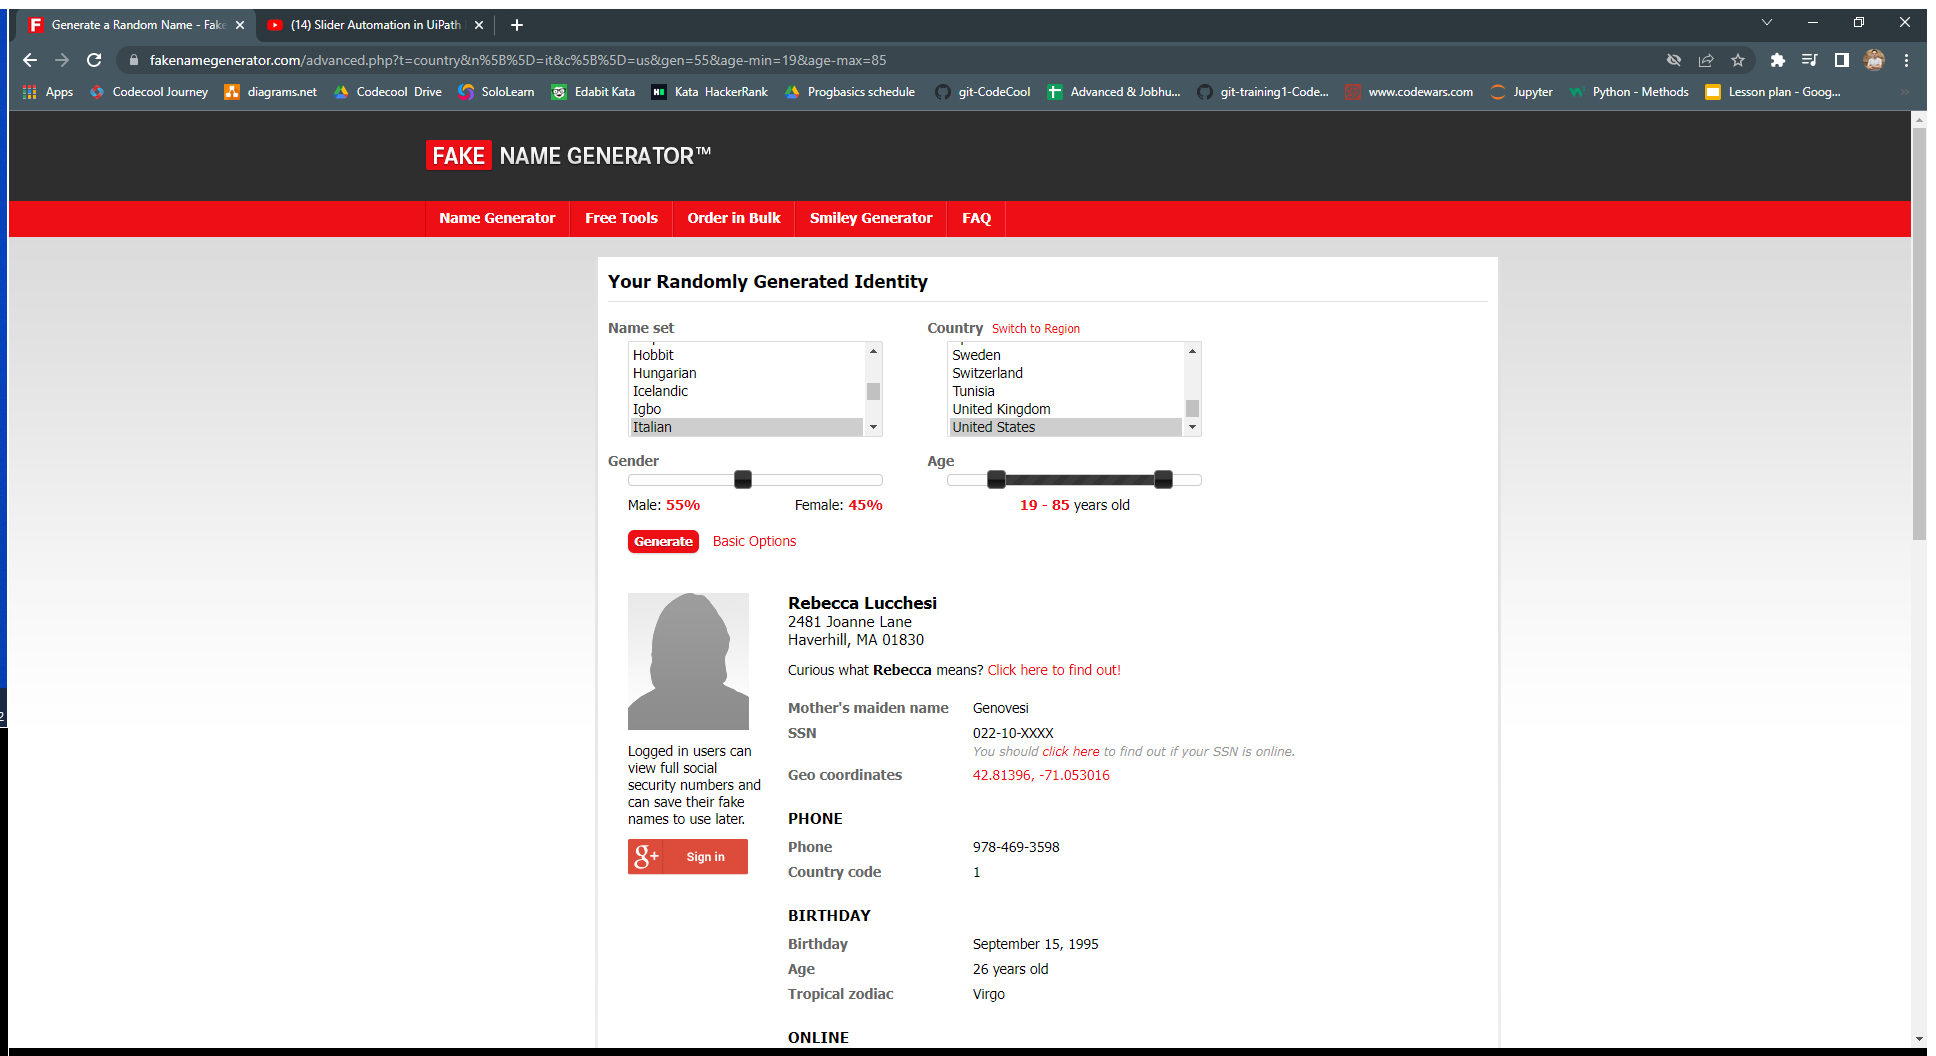 Generate a Random Name - Fake
(14) Slider Automation in UiPath
fakenamegenerator.com/advanced.php?t=country&n%5B%5D=it&c%5B%5D=us&gen=55&age-min=19&age-max=85
Apps Codecool Journey diagrams.net Codecool Drive SoloLearn Edabit Kata Kata HackerRank Progbasics schedule git-CodeCool Advanced & Jobhu... git-training1-Code... www.codewars.com Jupyter Python - Methods Lesson plan - Goog...
FAKE NAME GENERATOR™
Name Generator Free Tools Order in Bulk Smiley Generator FAQ
Your Randomly Generated Identity
Name set
Hobbit
Hungarian
Icelandic
Igbo
Italian
Country Switch to Region
Sweden
Switzerland
Tunisia
United Kingdom
United States
Gender
Male: 55% Female: 45%
Age
19 - 85 years old
Generate Basic Options
Rebecca Lucchesi
2481 Joanne Lane
Haverhill, MA 01830
Curious what Rebecca means? Click here to find out!
Mother's maiden name Genovesi
SSN 022-10-XXXX
You should click here to find out if your SSN is online.
Geo coordinates 42.81396, -71.053016
Logged in users can
view full social
security numbers and
can save their fake
names to use later.
g+ Sign in
PHONE
Phone 978-469-3598
Country code 1
BIRTHDAY
Birthday September 15, 1995
Age 26 years old
Tropical zodiac Virgo
ONLINE
2